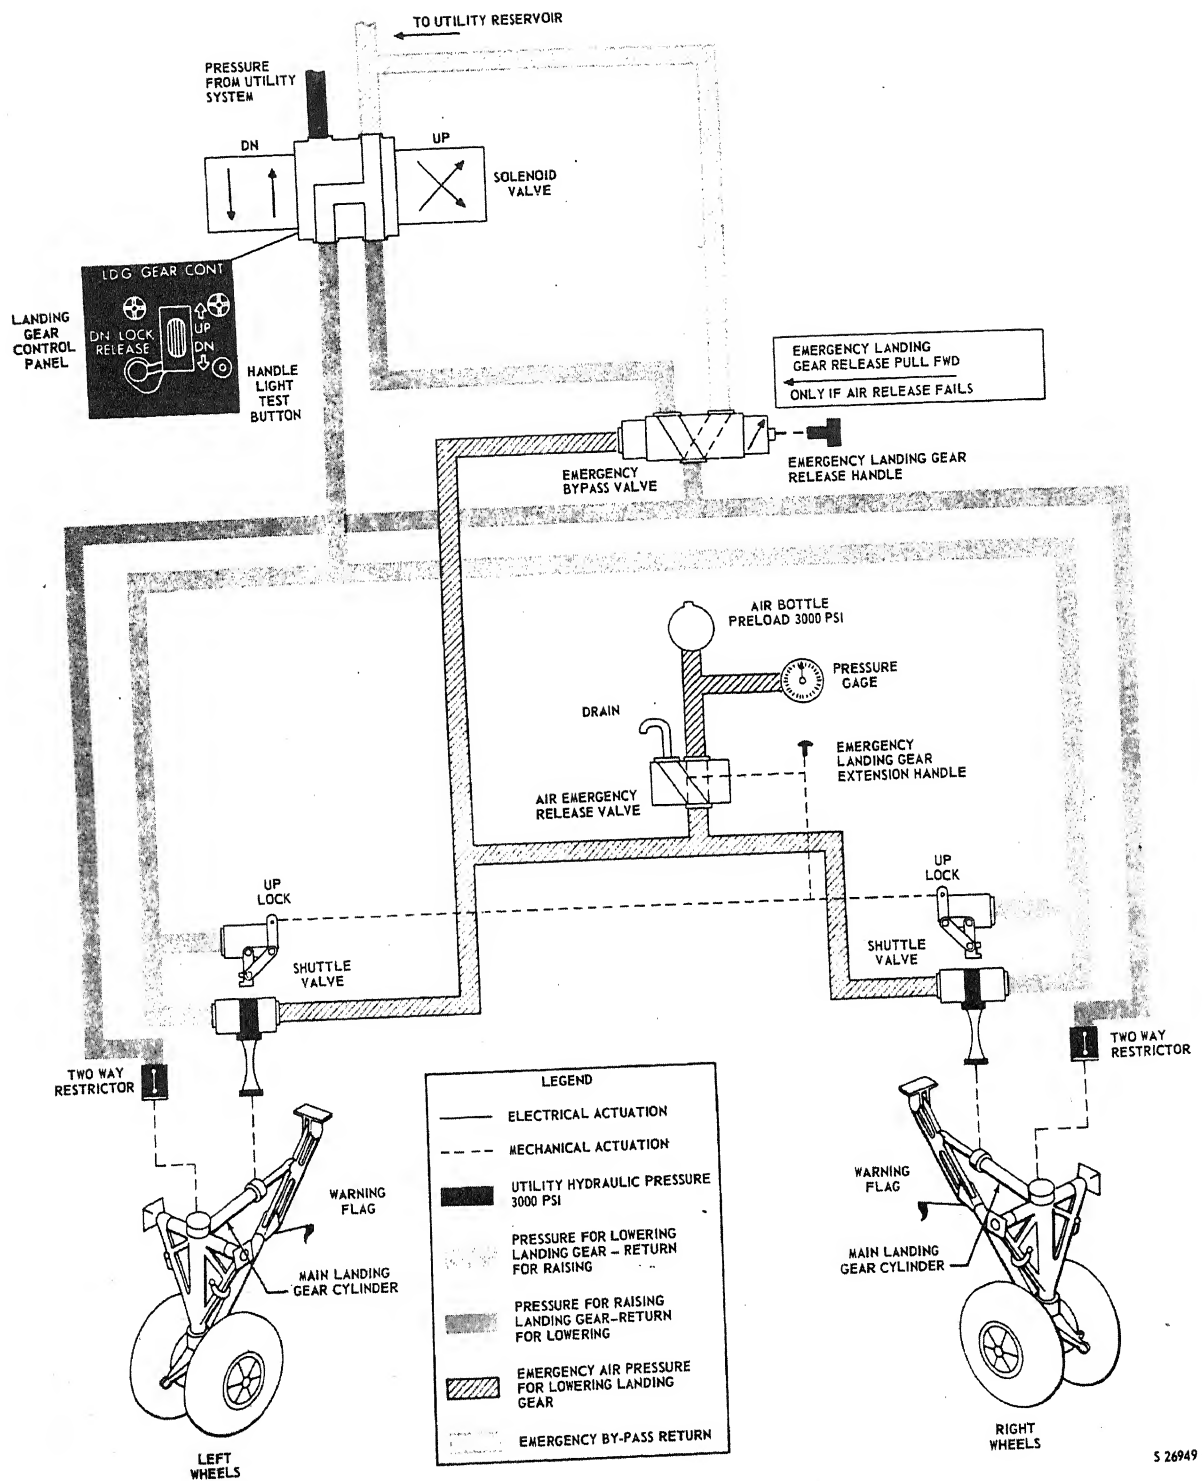 TO UTILITY RESERVOIR
PRESSURE
FROM UTILITY
SYSTEM
DN
UP
SOLENOID
VALVE
LDG GEAR CONT
LANDING
GEAR
CONTROL
PANEL
DN LOCK
RELEASE
UP
DN
HANDLE
LIGHT
TEST
BUTTON
EMERGENCY LANDING
GEAR RELEASE PULL FWD
ONLY IF AIR RELEASE FAILS
EMERGENCY
BYPASS VALVE
EMERGENCY LANDING GEAR
RELEASE HANDLE
AIR BOTTLE
PRELOAD 3000 PSI
PRESSURE
GAGE
DRAIN
EMERGENCY
LANDING GEAR
EXTENSION HANDLE
AIR EMERGENCY
RELEASE VALVE
UP
LOCK
UP
LOCK
SHUTTLE
VALVE
SHUTTLE
VALVE
TWO WAY
RESTRICTOR
TWO WAY
RESTRICTOR
WARNING
FLAG
MAIN LANDING
GEAR CYLINDER
LEFT
WHEELS
LEGEND
ELECTRICAL ACTUATION
MECHANICAL ACTUATION
UTILITY HYDRAULIC PRESSURE
3000 PSI
PRESSURE FOR LOWERING
LANDING GEAR – RETURN
FOR RAISING
PRESSURE FOR RAISING
LANDING GEAR–RETURN
FOR LOWERING
EMERGENCY AIR PRESSURE
FOR LOWERING LANDING
GEAR
EMERGENCY BY-PASS RETURN
WARNING
FLAG
MAIN LANDING
GEAR CYLINDER
RIGHT
WHEELS
S 26949